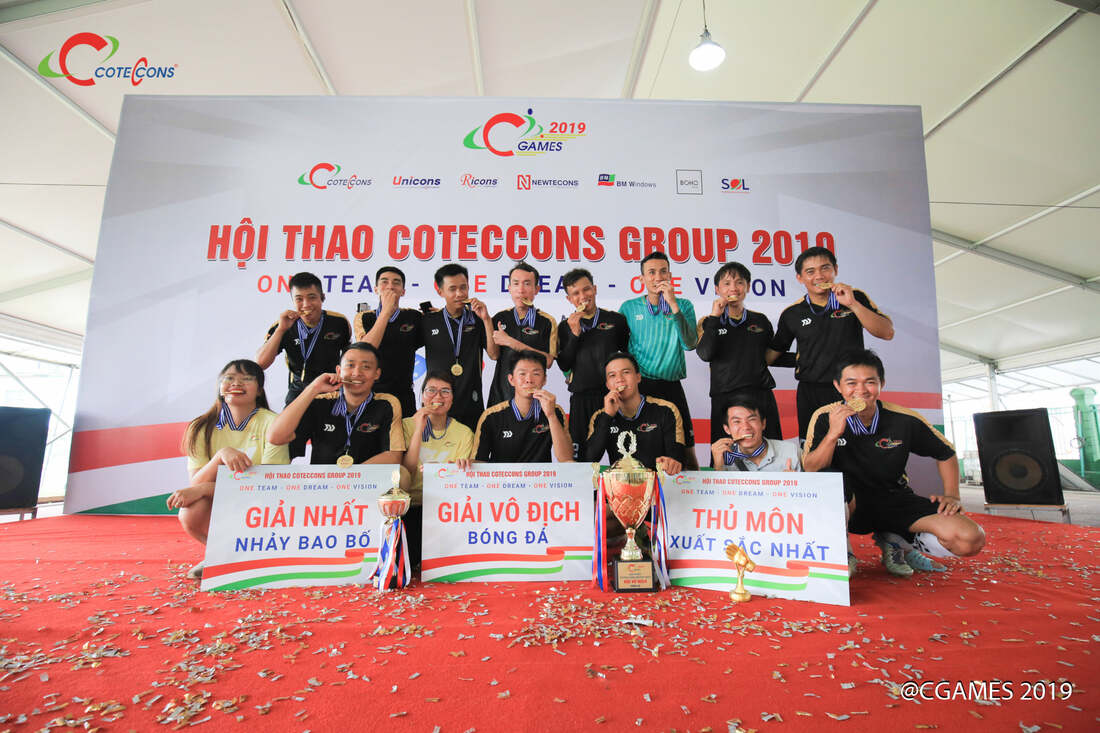 COTECCONS®
2019
C GAMES
COTECCONS Unicons Ricons NEWTECONS BM Windows BOHO SOL
HỘI THAO COTECCONS GROUP 2019
ONE TEAM - ONE DREAM - ONE VISION
HỘI THAO COTECCONS GROUP 2019
ONE TEAM - ONE DREAM - ONE VISION
GIẢI NHẤT
NHẢY BAO BỐ
HỘI THAO COTECCONS GROUP 2019
ONE TEAM - ONE DREAM - ONE VISION
GIẢI VÔ ĐỊCH
BÓNG ĐÁ
HỘI THAO COTECCONS GROUP 2019
ONE TEAM - ONE DREAM - ONE VISION
THỦ MÔN
XUẤT SẮC NHẤT
@CGAMES 2019